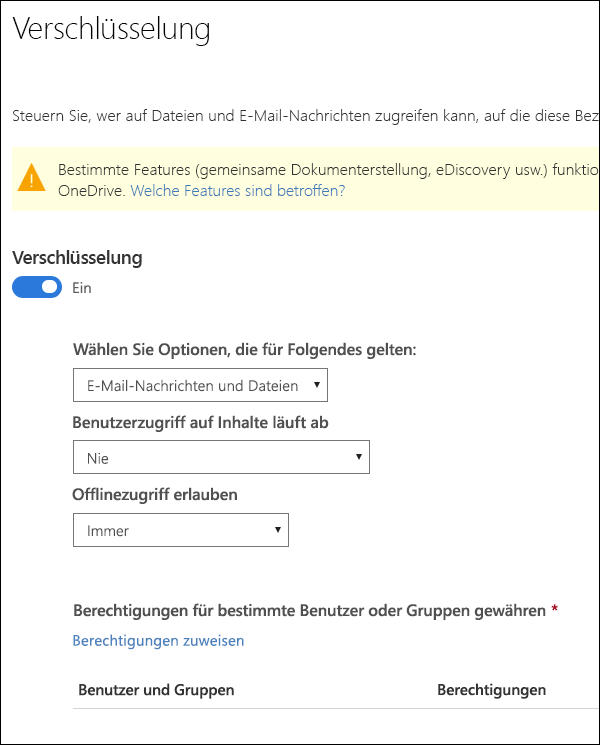 Verschlüsselung
Steuern Sie, wer auf Dateien und E-Mail-Nachrichten zugreifen kann, auf die diese Bez
Bestimmte Features (gemeinsame Dokumenterstellung, eDiscovery usw.) funktio
OneDrive. Welche Features sind betroffen?
Verschlüsselung
Ein
Wählen Sie Optionen, die für Folgendes gelten:
E-Mail-Nachrichten und Dateien
Benutzerzugriff auf Inhalte läuft ab
Nie
Offlinezugriff erlauben
Immer
Berechtigungen für bestimmte Benutzer oder Gruppen gewähren *
Berechtigungen zuweisen
Benutzer und Gruppen Berechtigungen